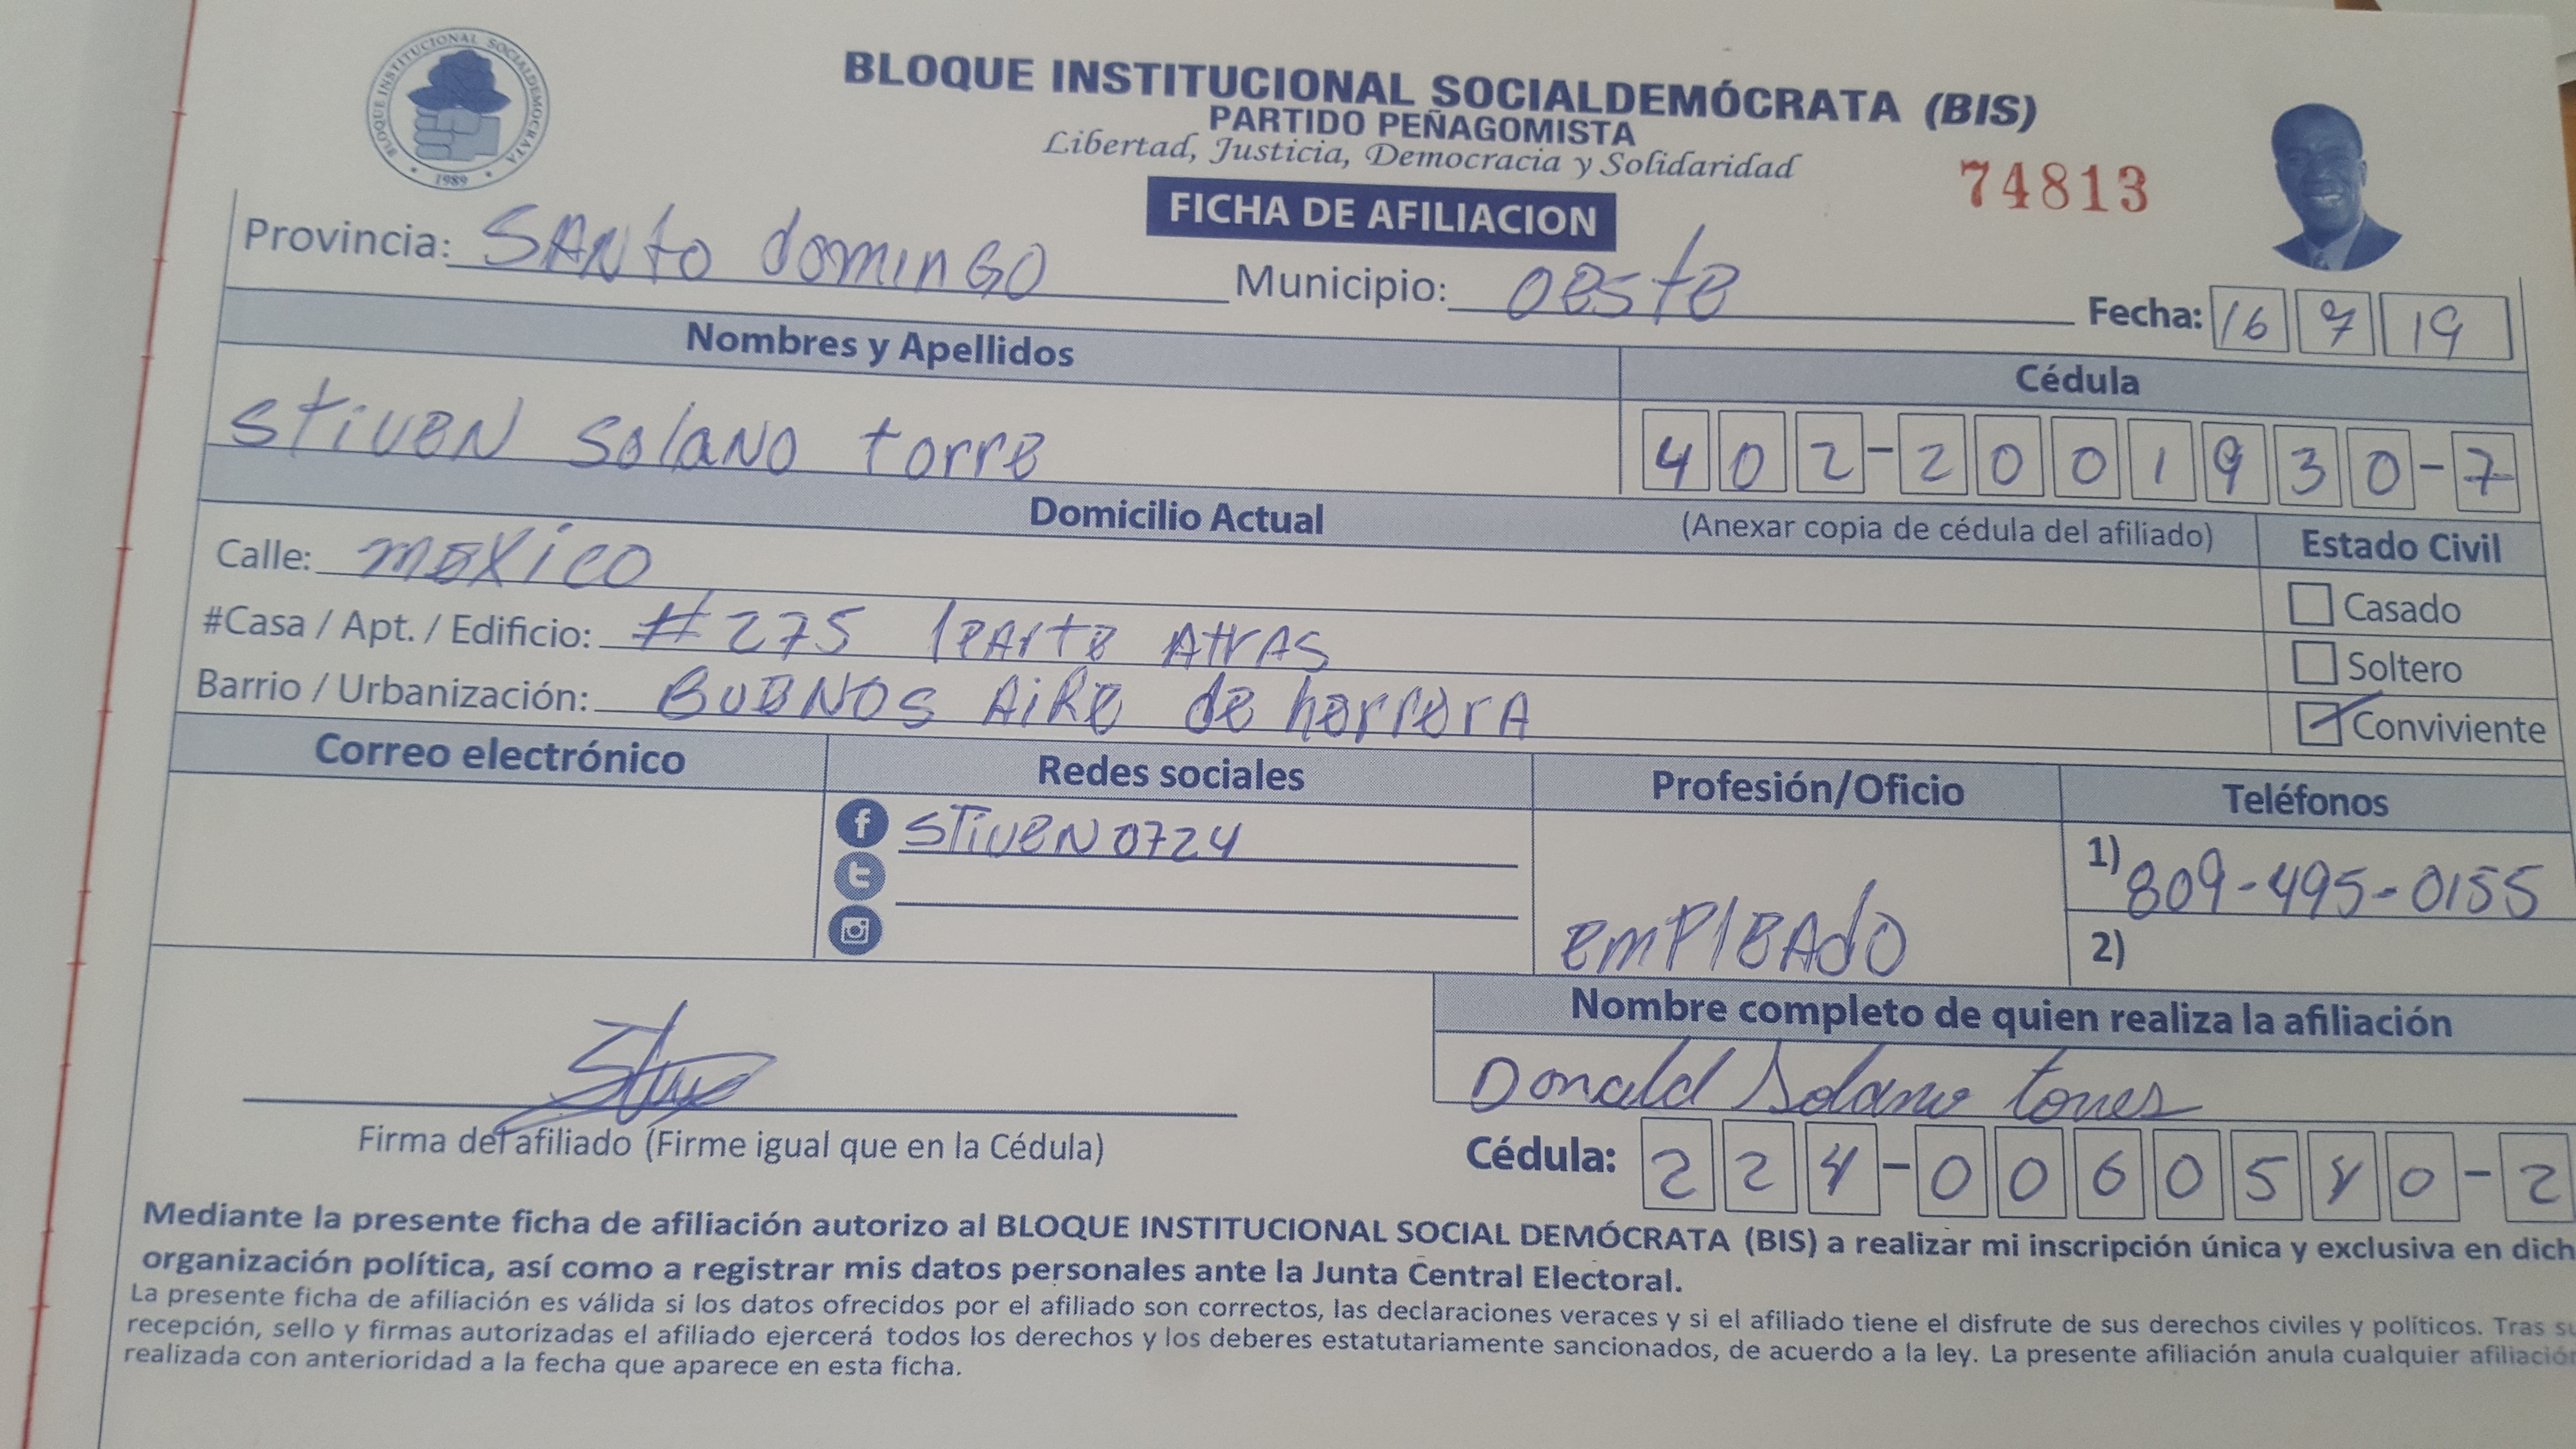 BLOQUE INSTITUCIONAL SOCIALDEMOCRATA
1989
BLOQUE INSTITUCIONAL SOCIALDEMÓCRATA (BIS)
PARTIDO PEÑAGOMISTA
Libertad, Justicia, Democracia y Solidaridad
74813
FICHA DE AFILIACION
Provincia: SANto domingo Municipio: oeste Fecha: 16 7 19
Nombres y Apellidos Cédula
Stiven Solano torre 402-2001930-7
Domicilio Actual (Anexar copia de cédula del afiliado) Estado Civil
Calle: mexico
Casado
#Casa / Apt. / Edificio: #275 parte Atras
Soltero
Barrio / Urbanización: BUENOS AiRe de herrerA
Conviviente
Correo electrónico Redes sociales Profesión/Oficio Teléfonos
f STiveN0724
t
emPleAdo
1) 809-495-0155
2)
Nombre completo de quien realiza la afiliación
Donald Solano torres
Firma del afiliado (Firme igual que en la Cédula)
Cédula: 224-0060540-2
Mediante la presente ficha de afiliación autorizo al BLOQUE INSTITUCIONAL SOCIAL DEMÓCRATA (BIS) a realizar mi inscripción única y exclusiva en dich
organización política, así como a registrar mis datos personales ante la Junta Central Electoral.
La presente ficha de afiliación es válida si los datos ofrecidos por el afiliado son correctos, las declaraciones veraces y si el afiliado tiene el disfrute de sus derechos civiles y políticos. Tras su
recepción, sello y firmas autorizadas el afiliado ejercerá todos los derechos y los deberes estatutariamente sancionados, de acuerdo a la ley. La presente afiliación anula cualquier afiliación
realizada con anterioridad a la fecha que aparece en esta ficha.